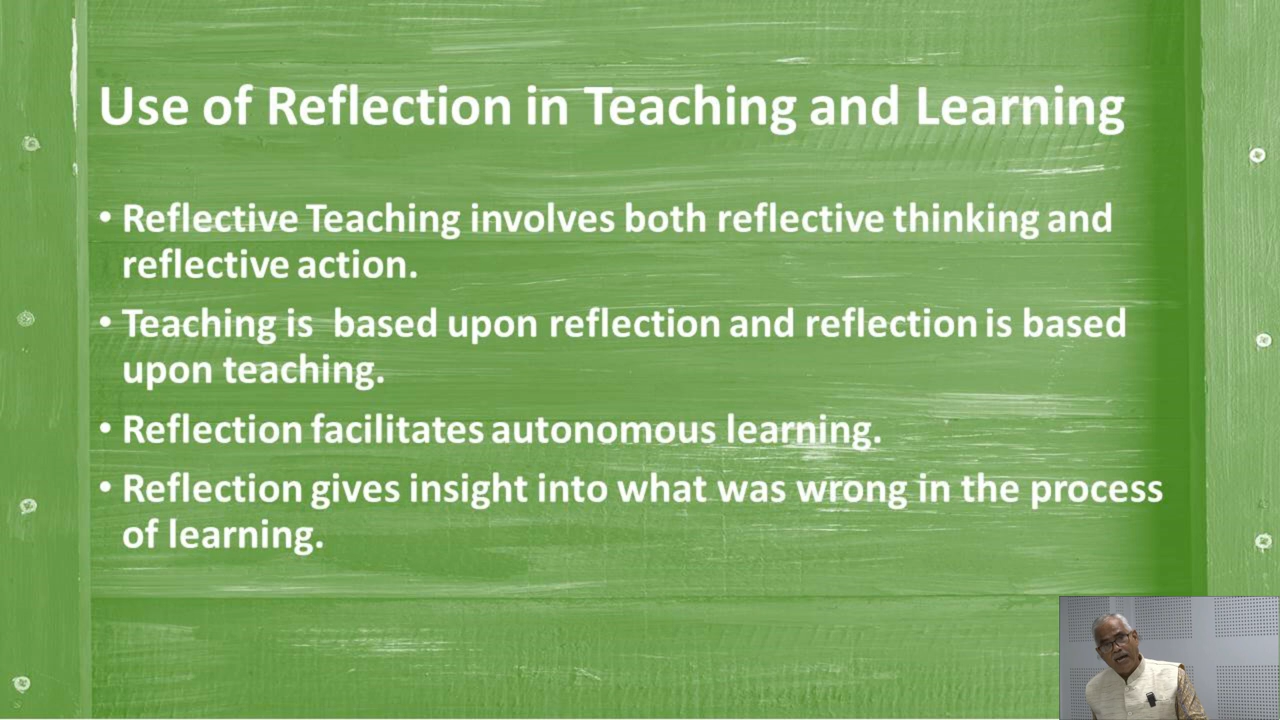 Use of Reflection in Teaching and Learning
• Reflective Teaching involves both reflective thinking and
reflective action.
• Teaching is  based upon reflection and reflection is based
upon teaching.
• Reflection facilitates autonomous learning.
• Reflection gives insight into what was wrong in the process
of learning.